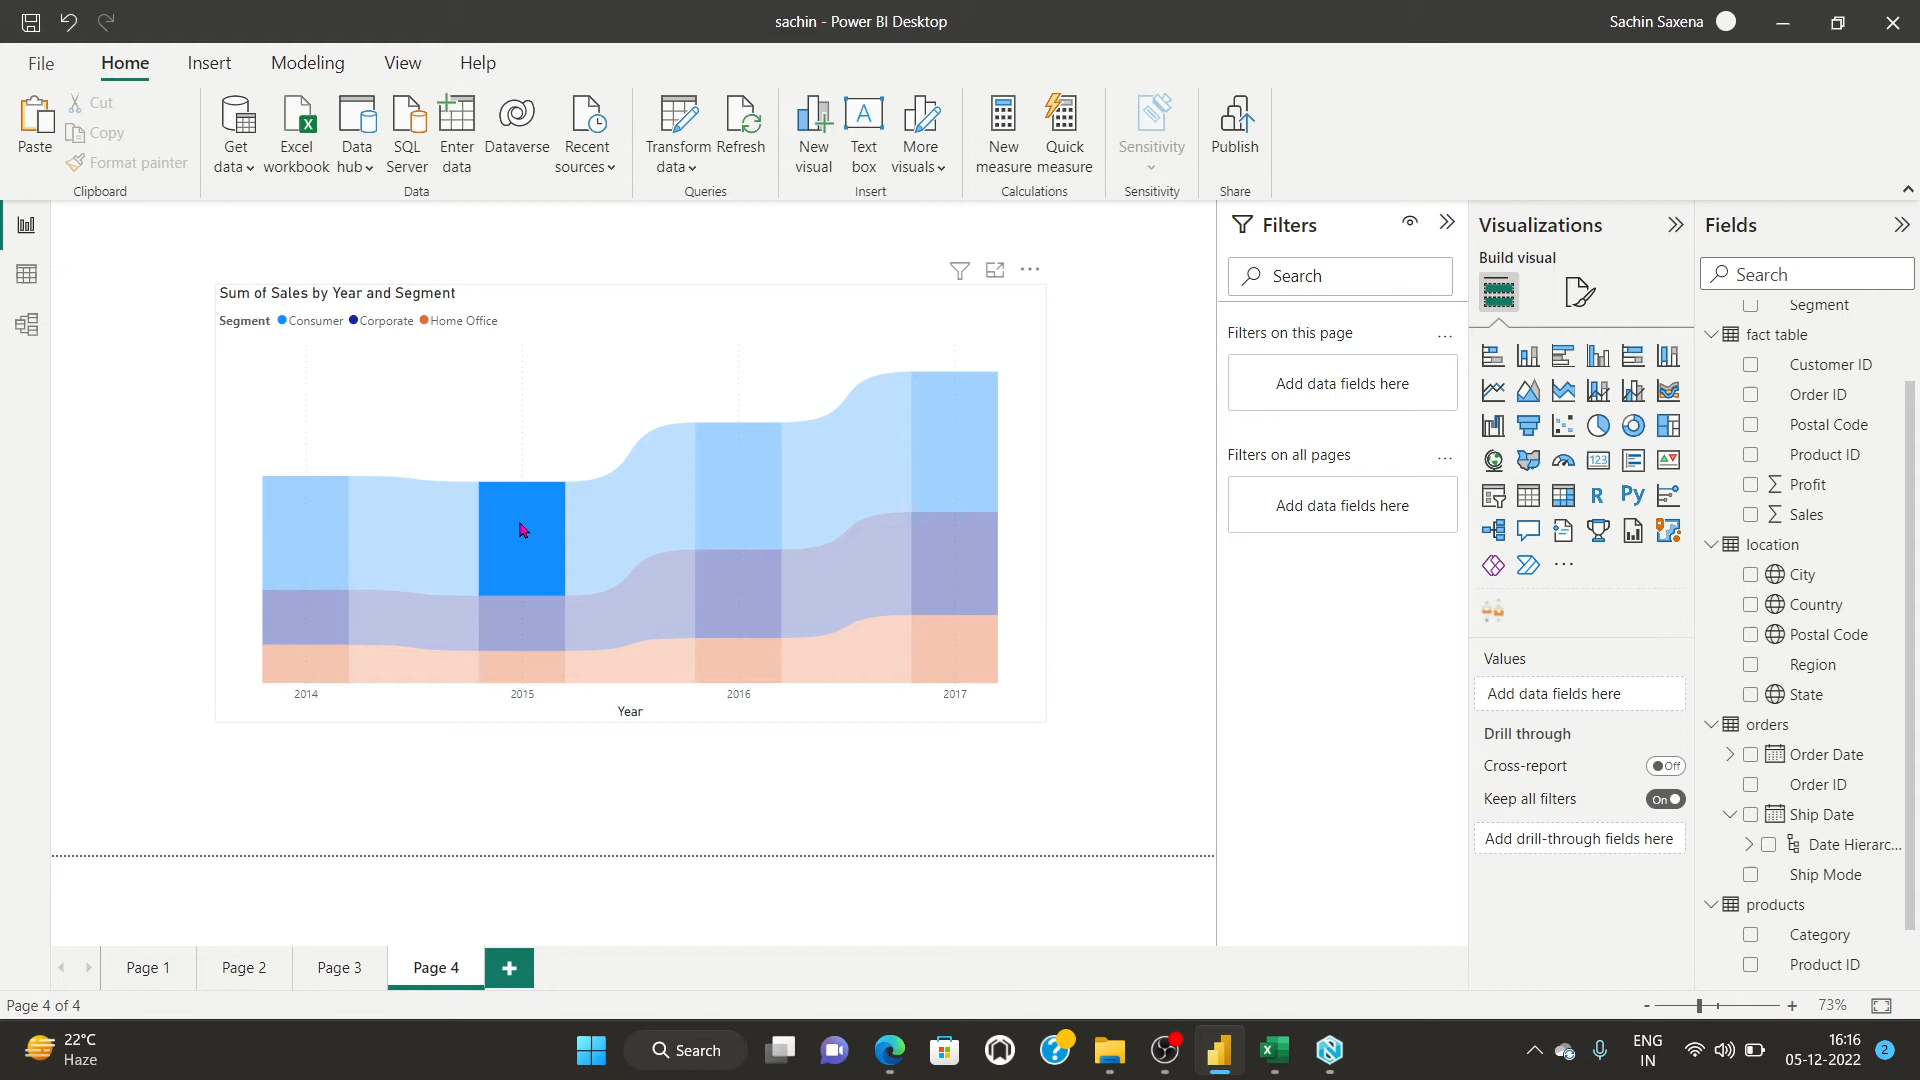 sachin - Power BI Desktop
Sachin Saxena
File
Home
Insert
Modeling
View
Help
Paste
Cut
Copy
Format painter
Clipboard
Get data
Excel workbook
Data hub
SQL Server
Enter data
Dataverse
Recent sources
Data
Transform data
Refresh
Queries
New visual
A
Text box
More visuals
Insert
New measure
Quick measure
Calculations
Sensitivity
Sensitivity
Publish
Share
Sum of Sales by Year and Segment
Segment Consumer Corporate Home Office
2014
2015
2016
2017
Year
Filters
Search
Filters on this page
...
Add data fields here
Filters on all pages
...
Add data fields here
Visualizations
Build visual
123
R
Py
...
Values
Add data fields here
Drill through
Cross-report
Off
Keep all filters
On
Add drill-through fields here
Fields
Search
Segment
fact table
Customer ID
Order ID
Postal Code
Product ID
∑ Profit
∑ Sales
location
City
Country
Postal Code
Region
State
orders
Order Date
Order ID
Ship Date
Date Hierarc...
Ship Mode
products
Category
Product ID
Page 1
Page 2
Page 3
Page 4
+
Page 4 of 4
- + 73%
22°C
Haze
Search
ENG
IN
16:16
05-12-2022
2